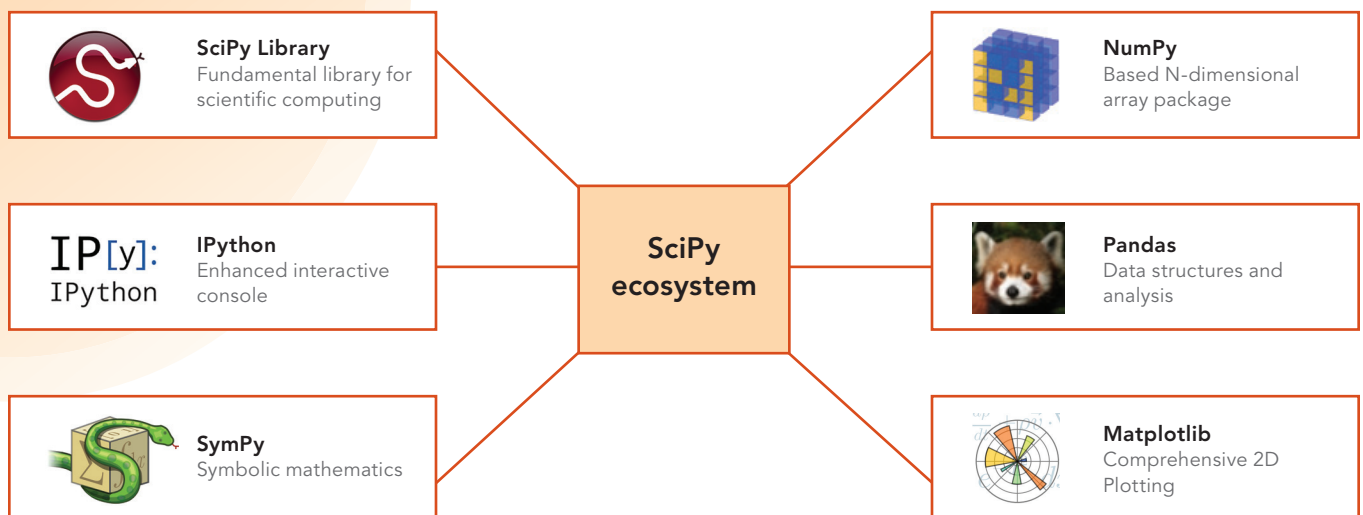 SciPy Library
Fundamental library for
scientific computing
NumPy
Based N-dimensional
array package
IP[y]:
IPython
IPython
Enhanced interactive
console
SciPy
ecosystem
Pandas
Data structures and
analysis
SymPy
Symbolic mathematics
Matplotlib
Comprehensive 2D
Plotting